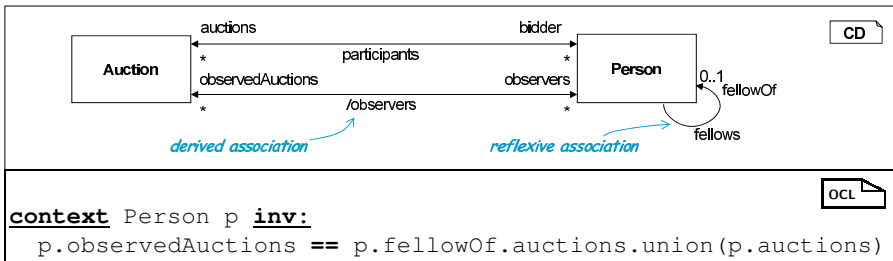 auctions bidder CD
participants
Auction * * Person
observedAuctions observers 0..1
fellowOf
* /observers *
fellows
derived association reflexive association
OCL
context Person p inv:
p.observedAuctions == p.fellowOf.auctions.union(p.auctions)